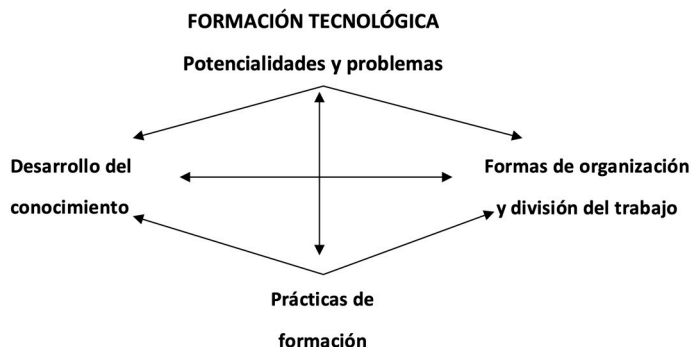 FORMACIÓN TECNOLÓGICA
Potencialidades y problemas
Desarrollo del
conocimiento
Formas de organización
y división del trabajo
Prácticas de
formación